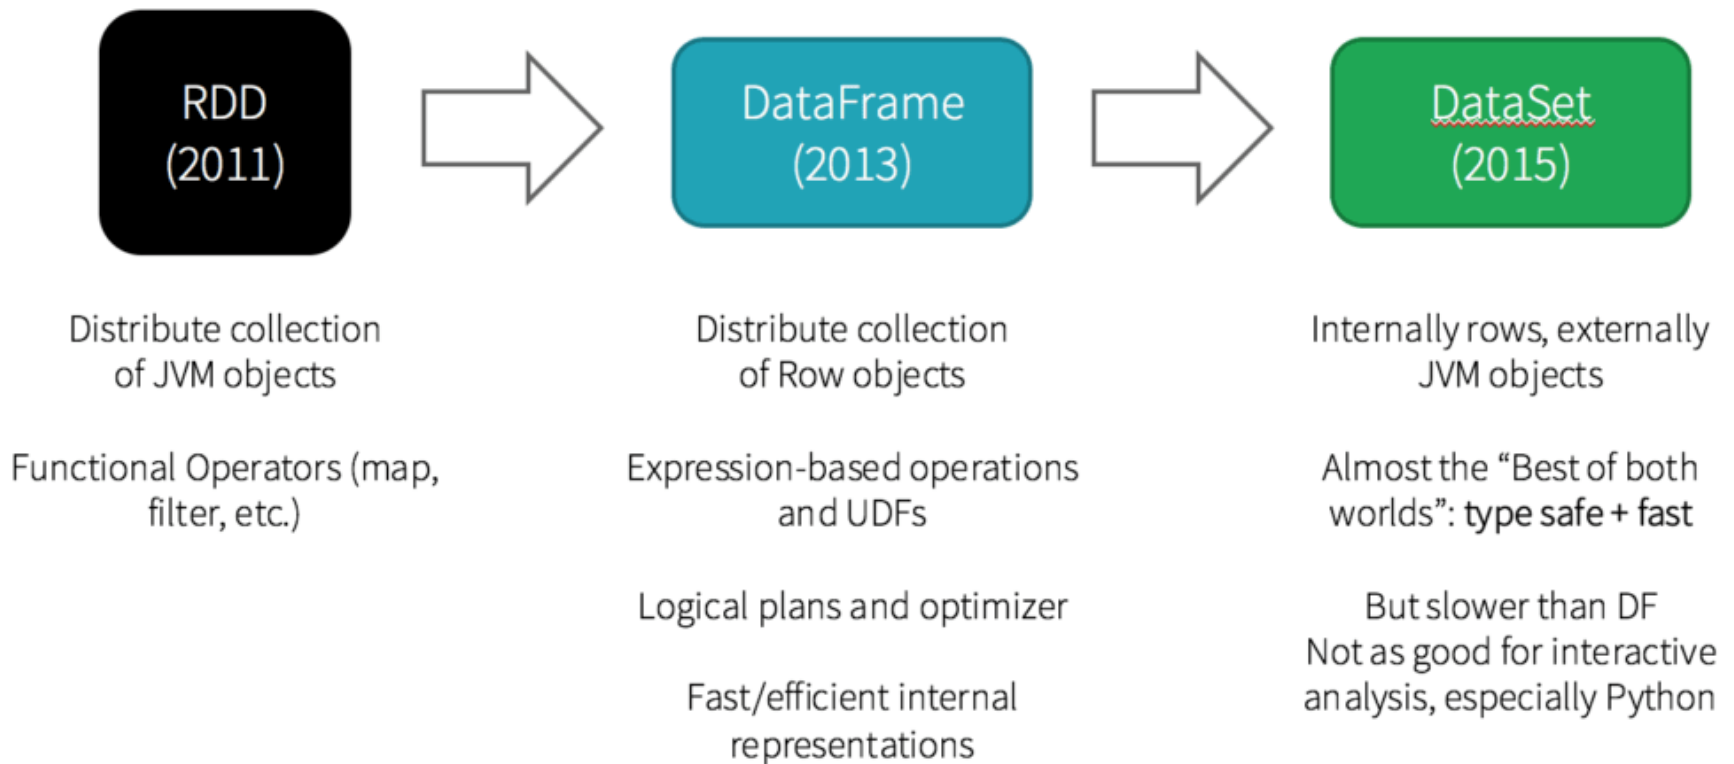 RDD
(2011)
DataFrame
(2013)
DataSet
(2015)
Distribute collection
of JVM objects
Functional Operators (map,
filter, etc.)
Distribute collection
of Row objects
Expression-based operations
and UDFs
Logical plans and optimizer
Fast/efficient internal
representations
Internally rows, externally
JVM objects
Almost the “Best of both
worlds”: type safe + fast
But slower than DF
Not as good for interactive
analysis, especially Python